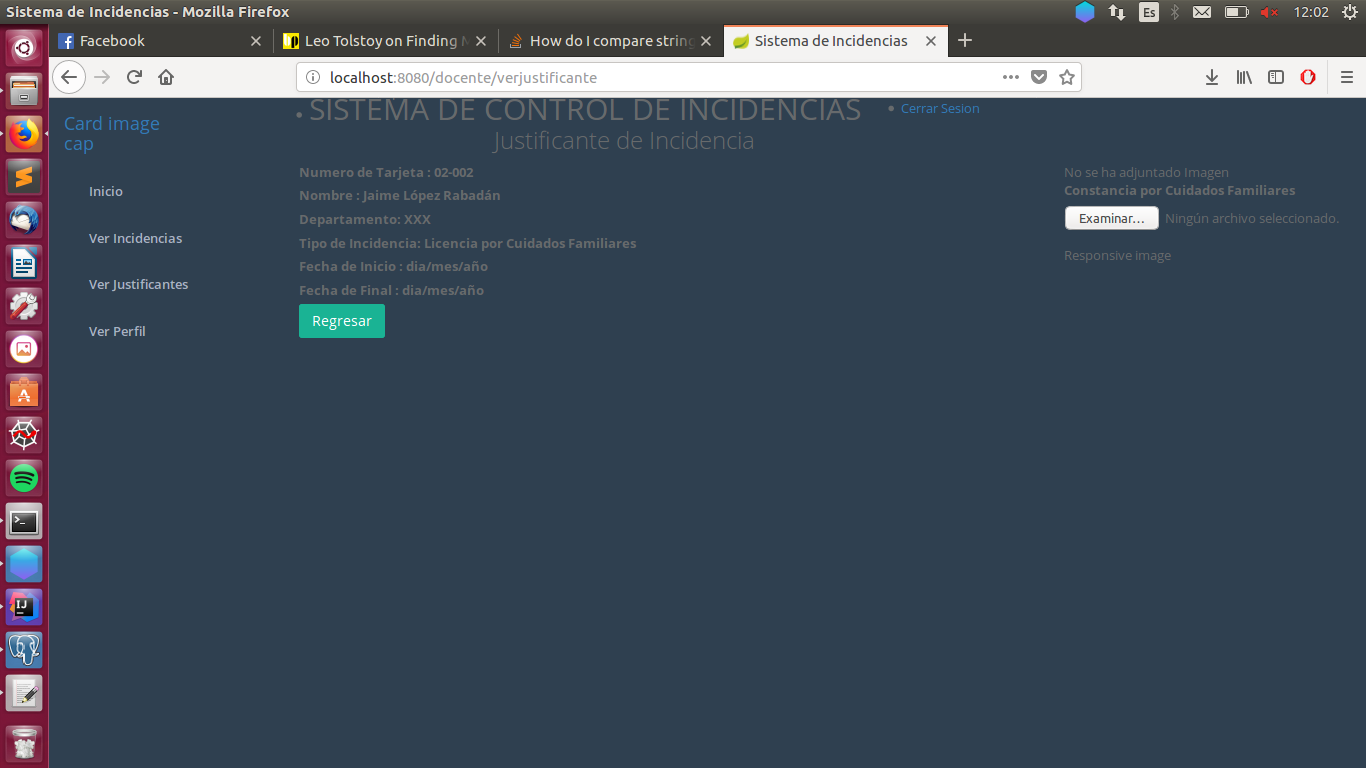 Sistema de Incidencias - Mozilla Firefox
Es
12:02
Facebook
Leo Tolstoy on Finding M
How do I compare string
Sistema de Incidencias
localhost:8080/docente/verjustificante
Card image
cap
Inicio
Ver Incidencias
Ver Justificantes
Ver Perfil
SISTEMA DE CONTROL DE INCIDENCIAS
Cerrar Sesion
Justificante de Incidencia
Numero de Tarjeta : 02-002
Nombre : Jaime López Rabadán
Departamento: XXX
Tipo de Incidencia: Licencia por Cuidados Familiares
Fecha de Inicio : dia/mes/año
Fecha de Final : dia/mes/año
Regresar
No se ha adjuntado Imagen
Constancia por Cuidados Familiares
Examinar... Ningún archivo seleccionado.
Responsive image